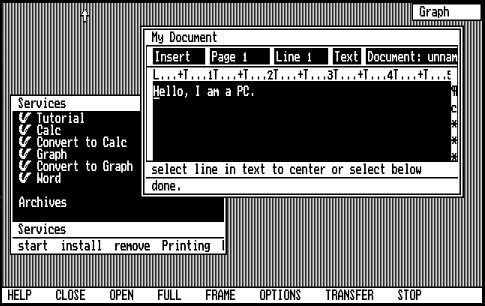 Graph
My Document
Insert Page 1 Line 1 Text Document: unnam
L...+T...1T...+T...2T...+T...3T...+T...4T...+T...5
Hello, I am a PC.
¶
c
*
*
*
select line in text to center or select below
done.
Services
Tutorial
Calc
Convert to Calc
Graph
Convert to Graph
Word
Archives
Services
start install remove Printing
HELP CLOSE OPEN FULL FRAME OPTIONS TRANSFER STOP